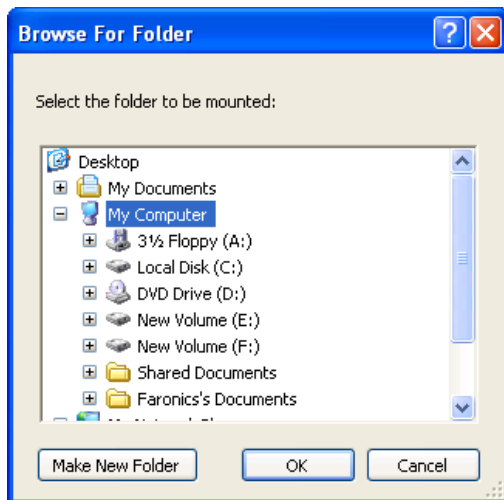 Browse For Folder
Select the folder to be mounted:
Desktop
My Documents
My Computer
3½ Floppy (A:)
Local Disk (C:)
DVD Drive (D:)
New Volume (E:)
New Volume (F:)
Shared Documents
Faronics's Documents
Make New Folder
OK
Cancel